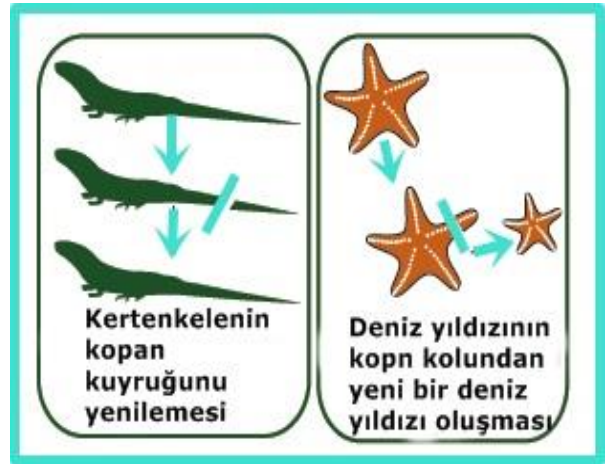 Kertenkelenin
kopan
kuyruğunu
yenilemesi
Deniz yıldızının
kopn kolundan
yeni bir deniz
yıldızı oluşması